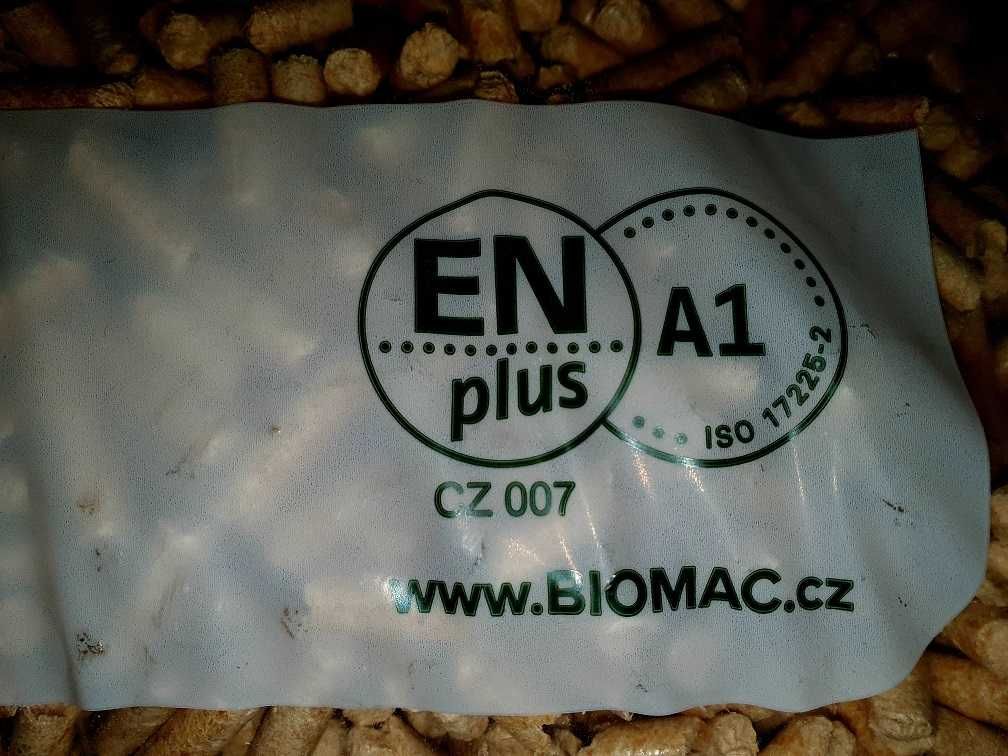 EN
plus
A1
ISO 17225-2
CZ 007
www.BIOMAC.cz